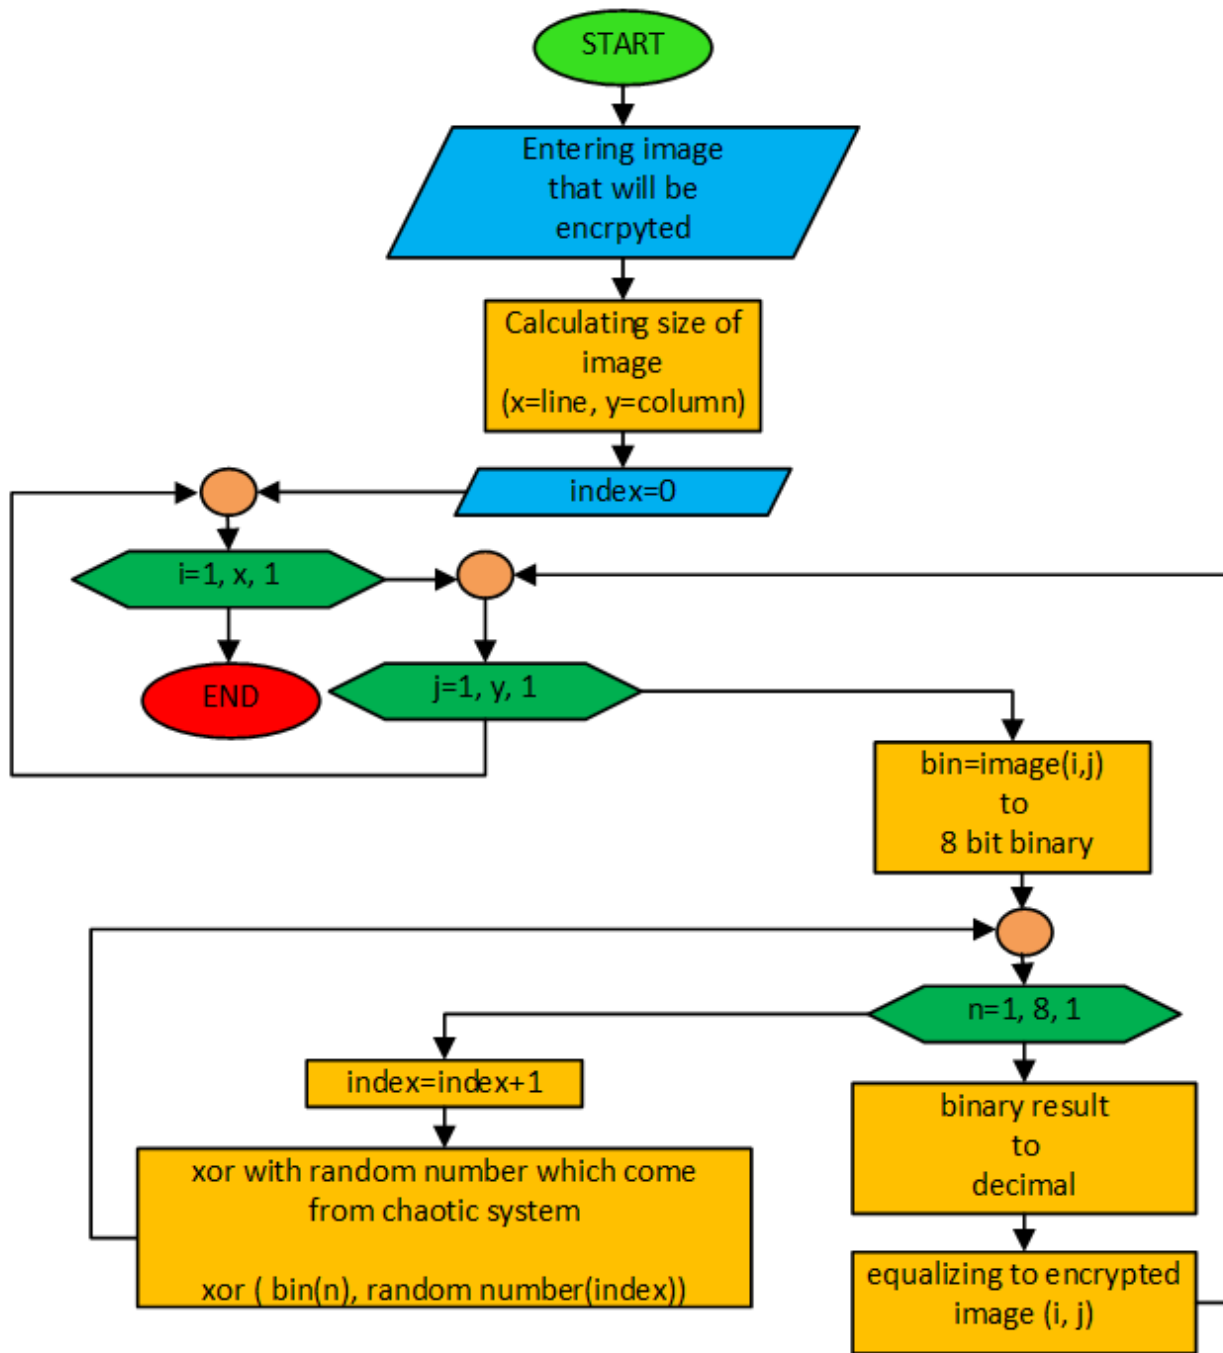 START
Entering image
that will be
encrpyted
Calculating size of
image
(x=line, y=column)
index=0
i=1, x, 1
END
j=1, y, 1
bin=image(i,j)
to
8 bit binary
n=1, 8, 1
index=index+1
xor with random number which come
from chaotic system
xor ( bin(n), random number(index))
binary result
to
decimal
equalizing to encrypted
image (i, j)